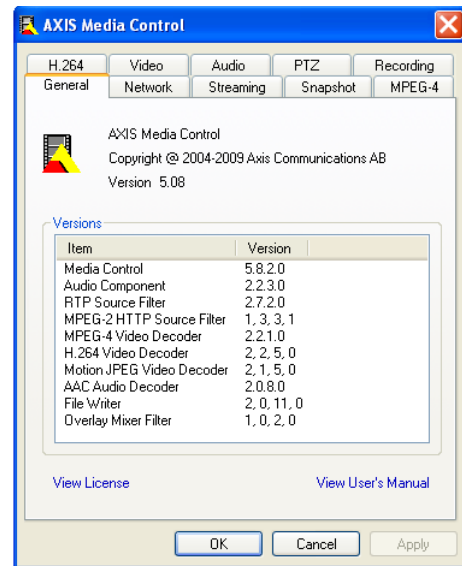 AXIS Media Control
H.264 Video Audio PTZ Recording
General Network Streaming Snapshot MPEG-4
AXIS Media Control
Copyright @ 2004-2009 Axis Communications AB
Version 5.08
Versions
Item Version
Media Control 5.8.2.0
Audio Component 2.2.3.0
RTP Source Filter 2.7.2.0
MPEG-2 HTTP Source Filter 1, 3, 3, 1
MPEG-4 Video Decoder 2.2.1.0
H.264 Video Decoder 2, 2, 5, 0
Motion JPEG Video Decoder 2, 1, 5, 0
AAC Audio Decoder 2.0.8.0
File Writer 2, 0, 11, 0
Overlay Mixer Filter 1, 0, 2, 0
View License View User's Manual
OK Cancel Apply